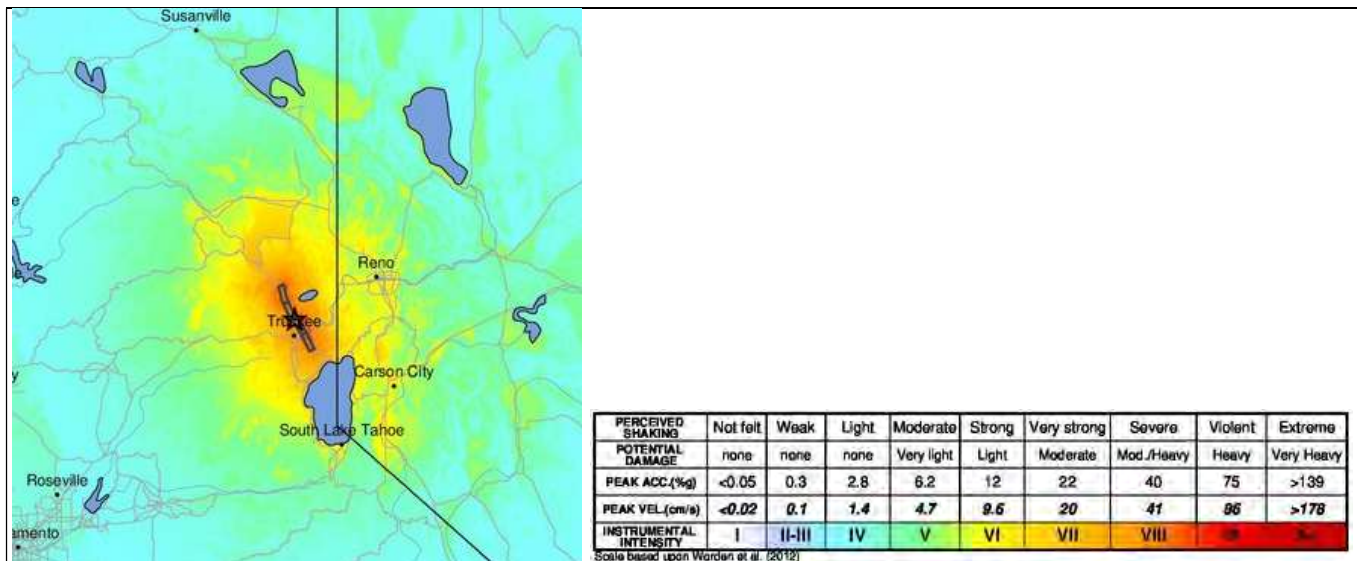 Susanville
e
Reno
Truckee
le
y
Carson City
South Lake Tahoe
Roseville
amento
PERCEIVED SHAKING Not felt Weak Light Moderate Strong Very strong Severe Violent Extreme
POTENTIAL DAMAGE none none none Very light Light Moderate Mod./Heavy Heavy Very Heavy
PEAK ACC.(%g) <0.05 0.3 2.8 6.2 12 22 40 75 >139
PEAK VEL.(cm/s) <0.02 0.1 1.4 4.7 9.6 20 41 86 >178
INSTRUMENTAL INTENSITY I II-III IV V VI VII VIII
Scale based upon Worden et al. (2012)